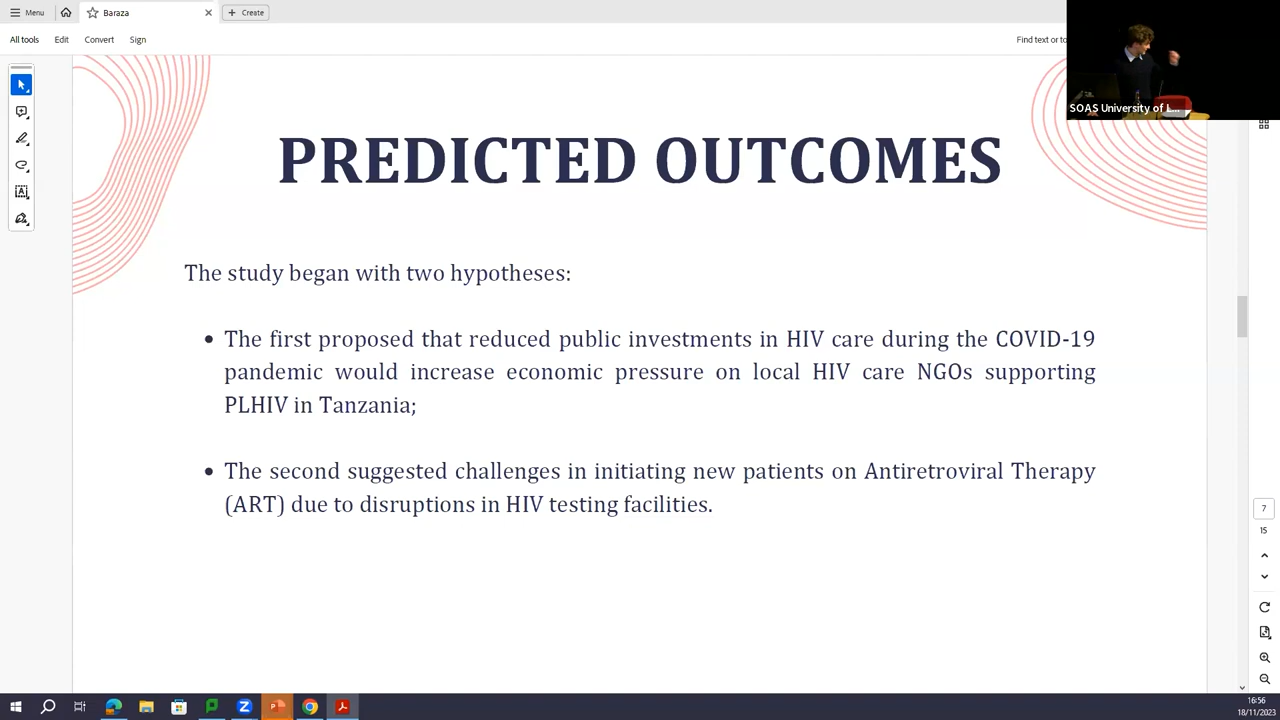 Menu
Baraza
Create
All tools
Edit
Convert
Sign
Find text or to
SOAS University of L...
PREDICTED OUTCOMES
The study began with two hypotheses:
• The first proposed that reduced public investments in HIV care during the COVID-19
pandemic would increase economic pressure on local HIV care NGOs supporting
PLHIV in Tanzania;
• The second suggested challenges in initiating new patients on Antiretroviral Therapy
(ART) due to disruptions in HIV testing facilities.
7
15
16:56
18/11/2023